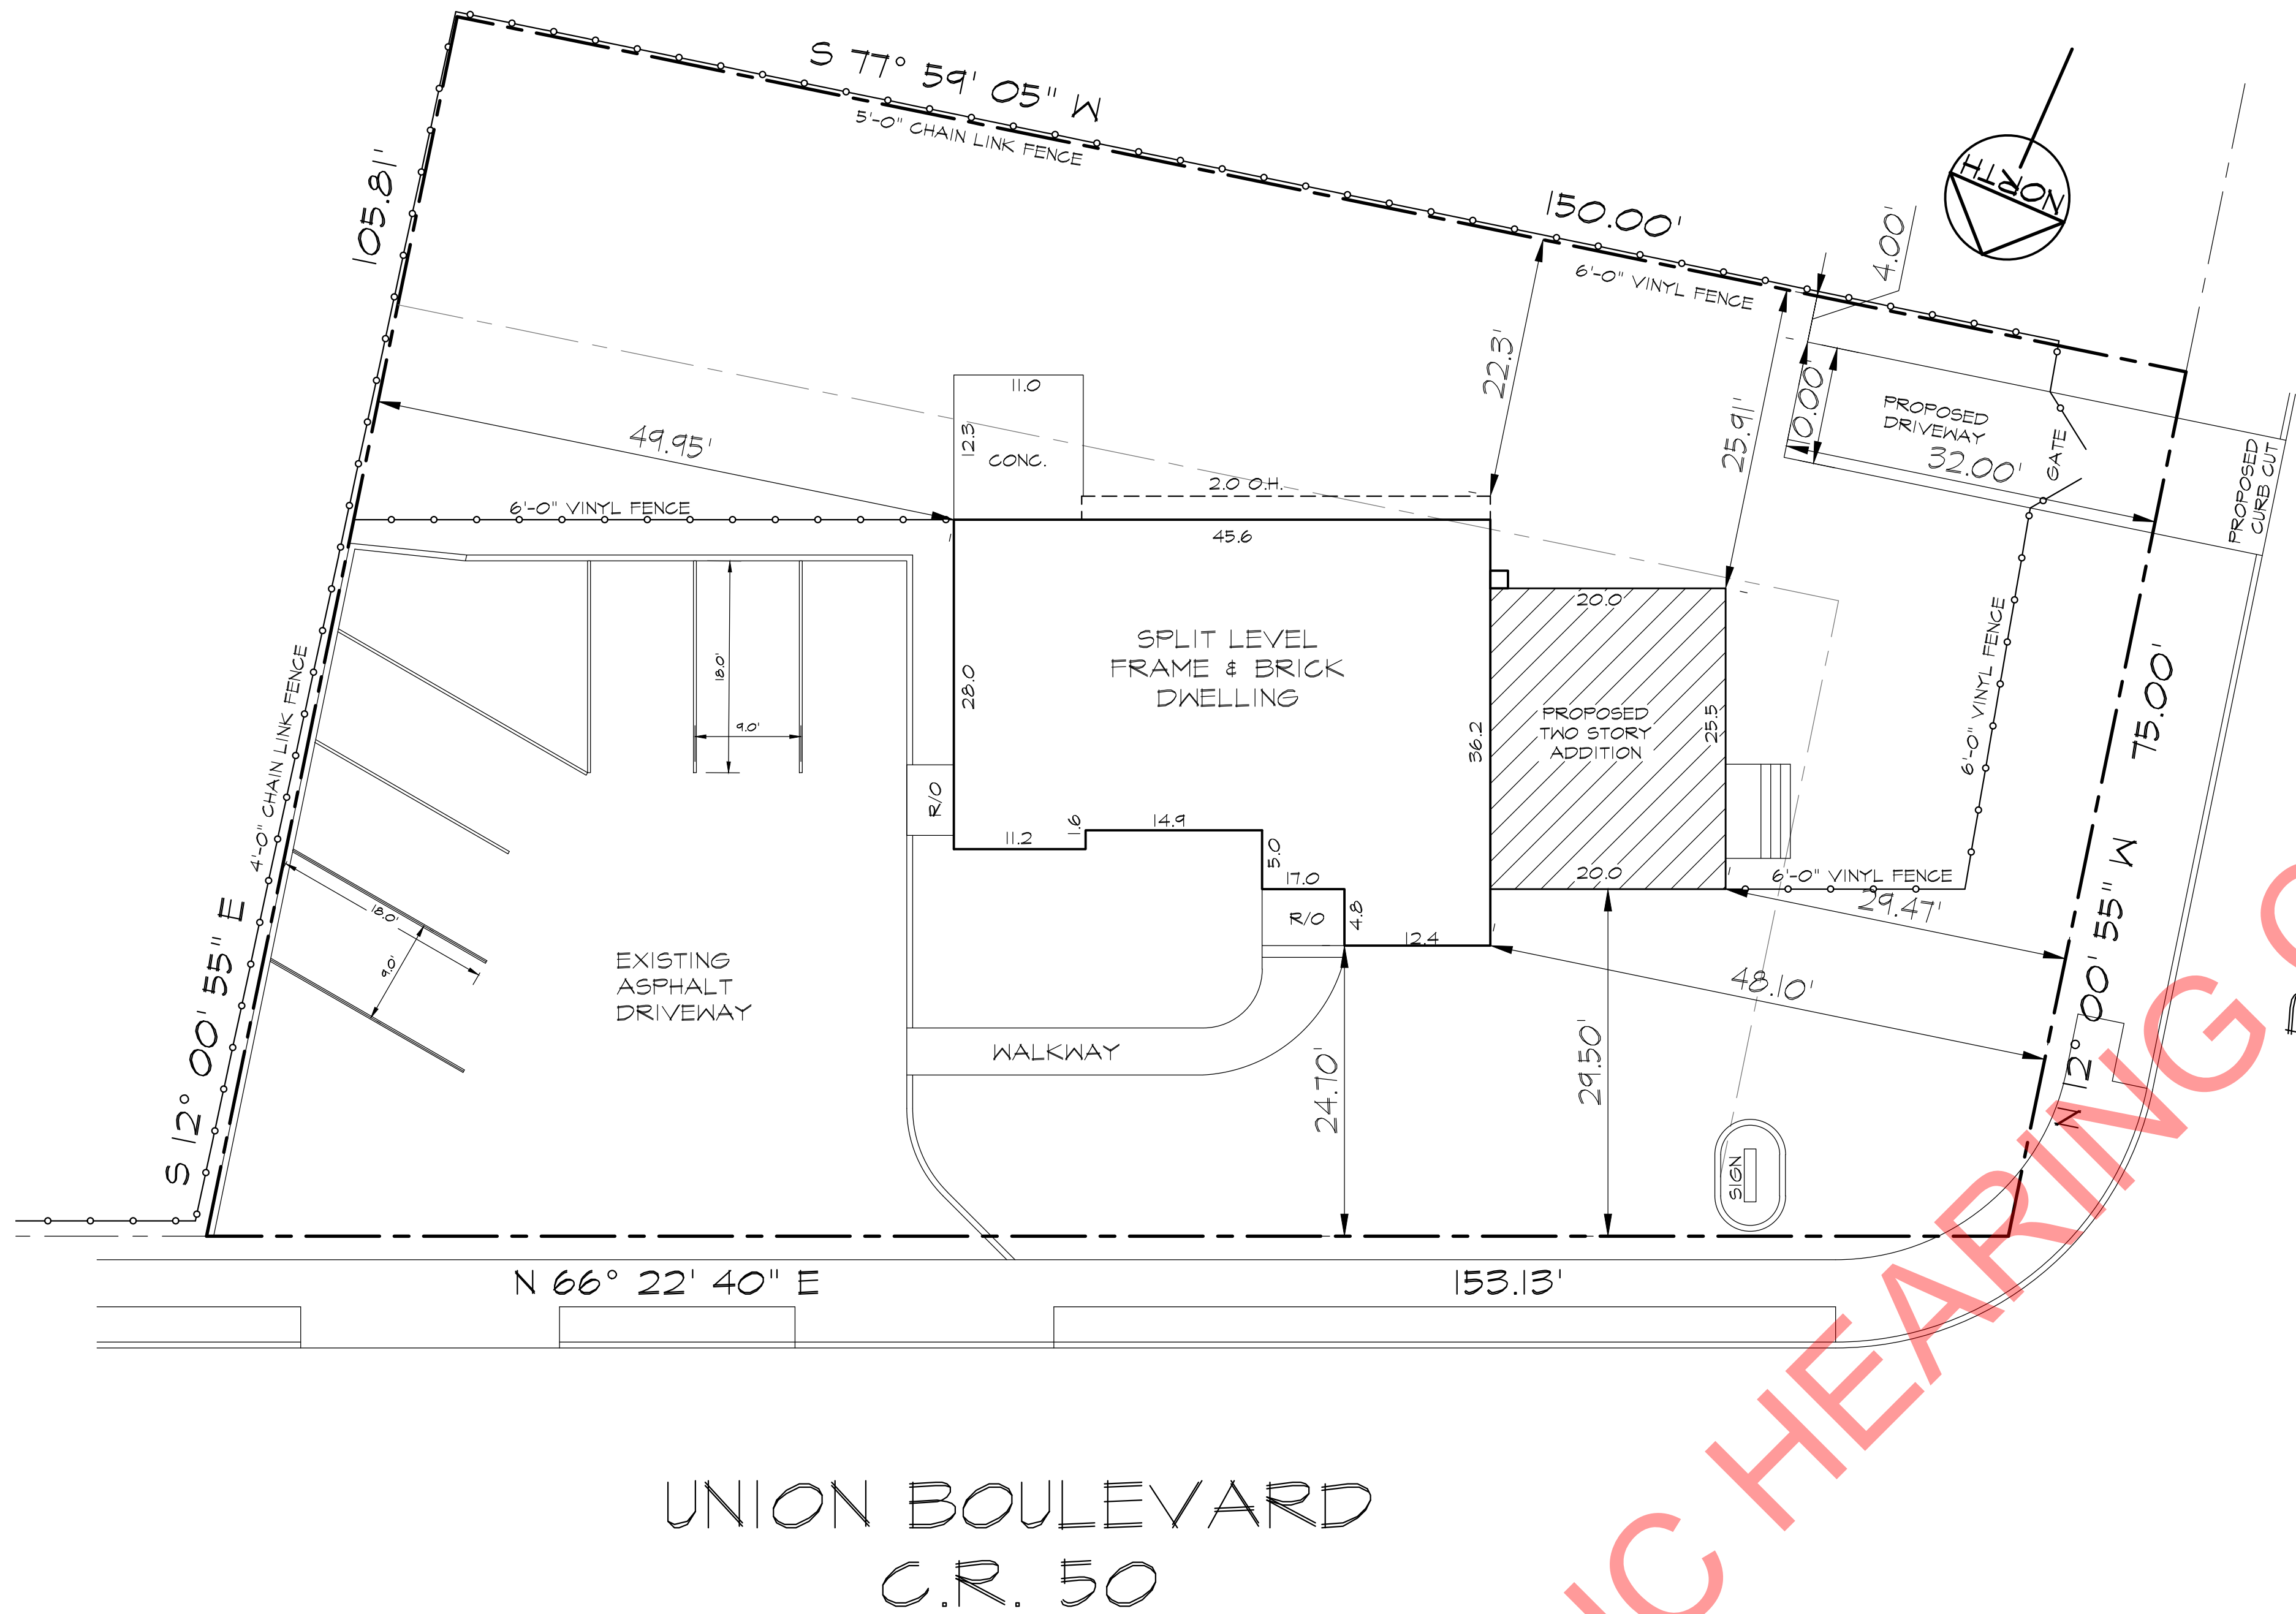 S 77° 59' 05" W
5'-0" CHAIN LINK FENCE
150.00'
6'-0" VINYL FENCE
NORTH
4.00'
105.81'
49.95'
11.0
12.3
CONC.
2.0 O.H.
22.3'
25.91'
10.00'
PROPOSED
DRIVEWAY
32.00'
GATE
PROPOSED
CURB CUT
6'-0" VINYL FENCE
45.6
SPLIT LEVEL
FRAME & BRICK
DWELLING
28.0
36.2
20.0
PROPOSED
TWO STORY
ADDITION
25.5
20.0
6'-0" VINYL FENCE
75.00'
6'-0" VINYL FENCE
29.47'
48.10'
N 12° 00' 55" W
18.0'
9.0'
R/O
11.2
1.6
14.9
5.0
17.0
R/O
4.8
12.4
4'-0" CHAIN LINK FENCE
18.0'
9.0'
S 12° 00' 55" E
EXISTING
ASPHALT
DRIVEWAY
WALKWAY
24.70'
29.50'
SIGN
N 66° 22' 40" E
153.13'
UNION BOULEVARD
C.R. 50
IC HEARING